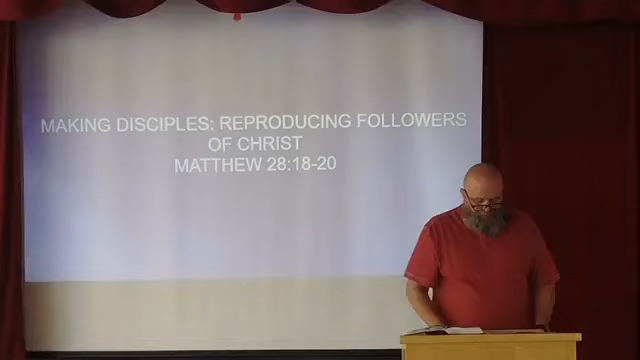 MAKING DISCIPLES: REPRODUCING FOLLOWERS
OF CHRIST
MATTHEW 28:18-20